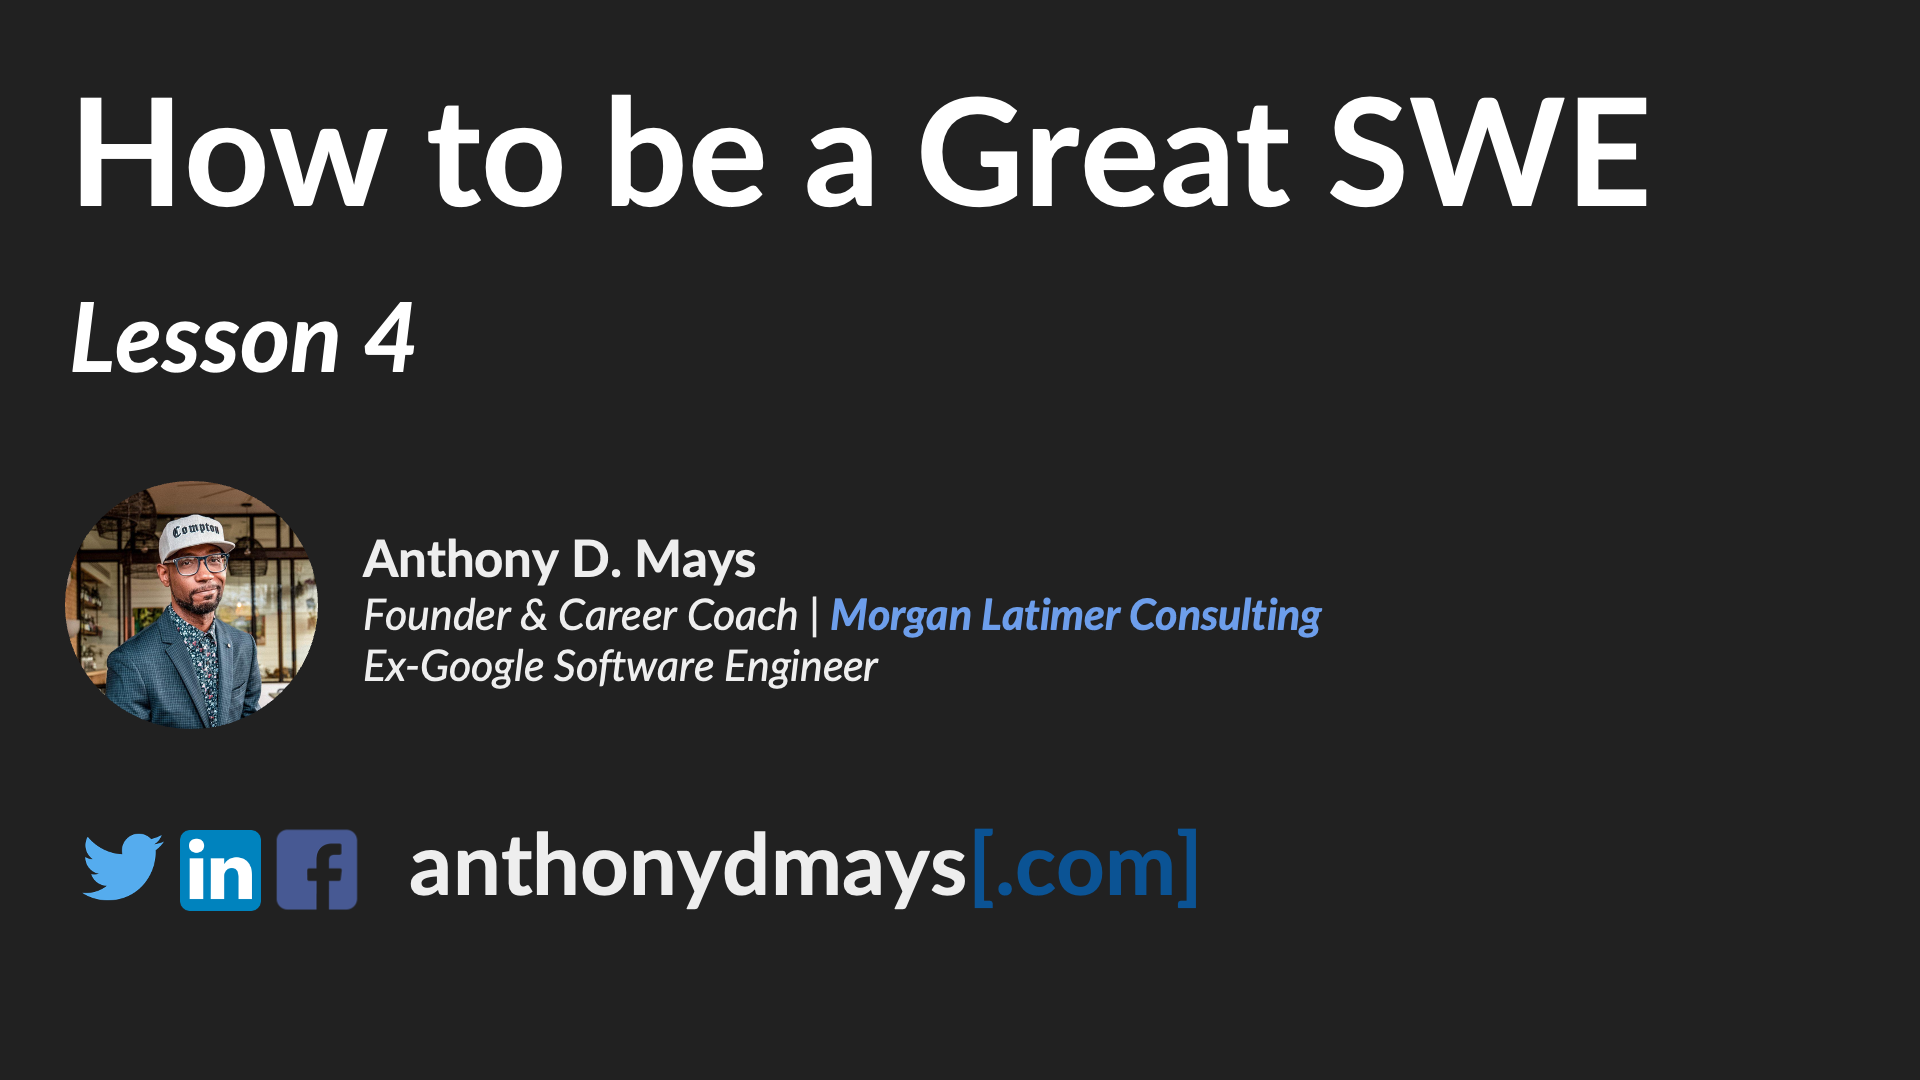 How to be a Great SWE
Lesson 4
Compton
Anthony D. Mays
Founder & Career Coach | Morgan Latimer Consulting
Ex-Google Software Engineer
in f anthonydmays[.com]